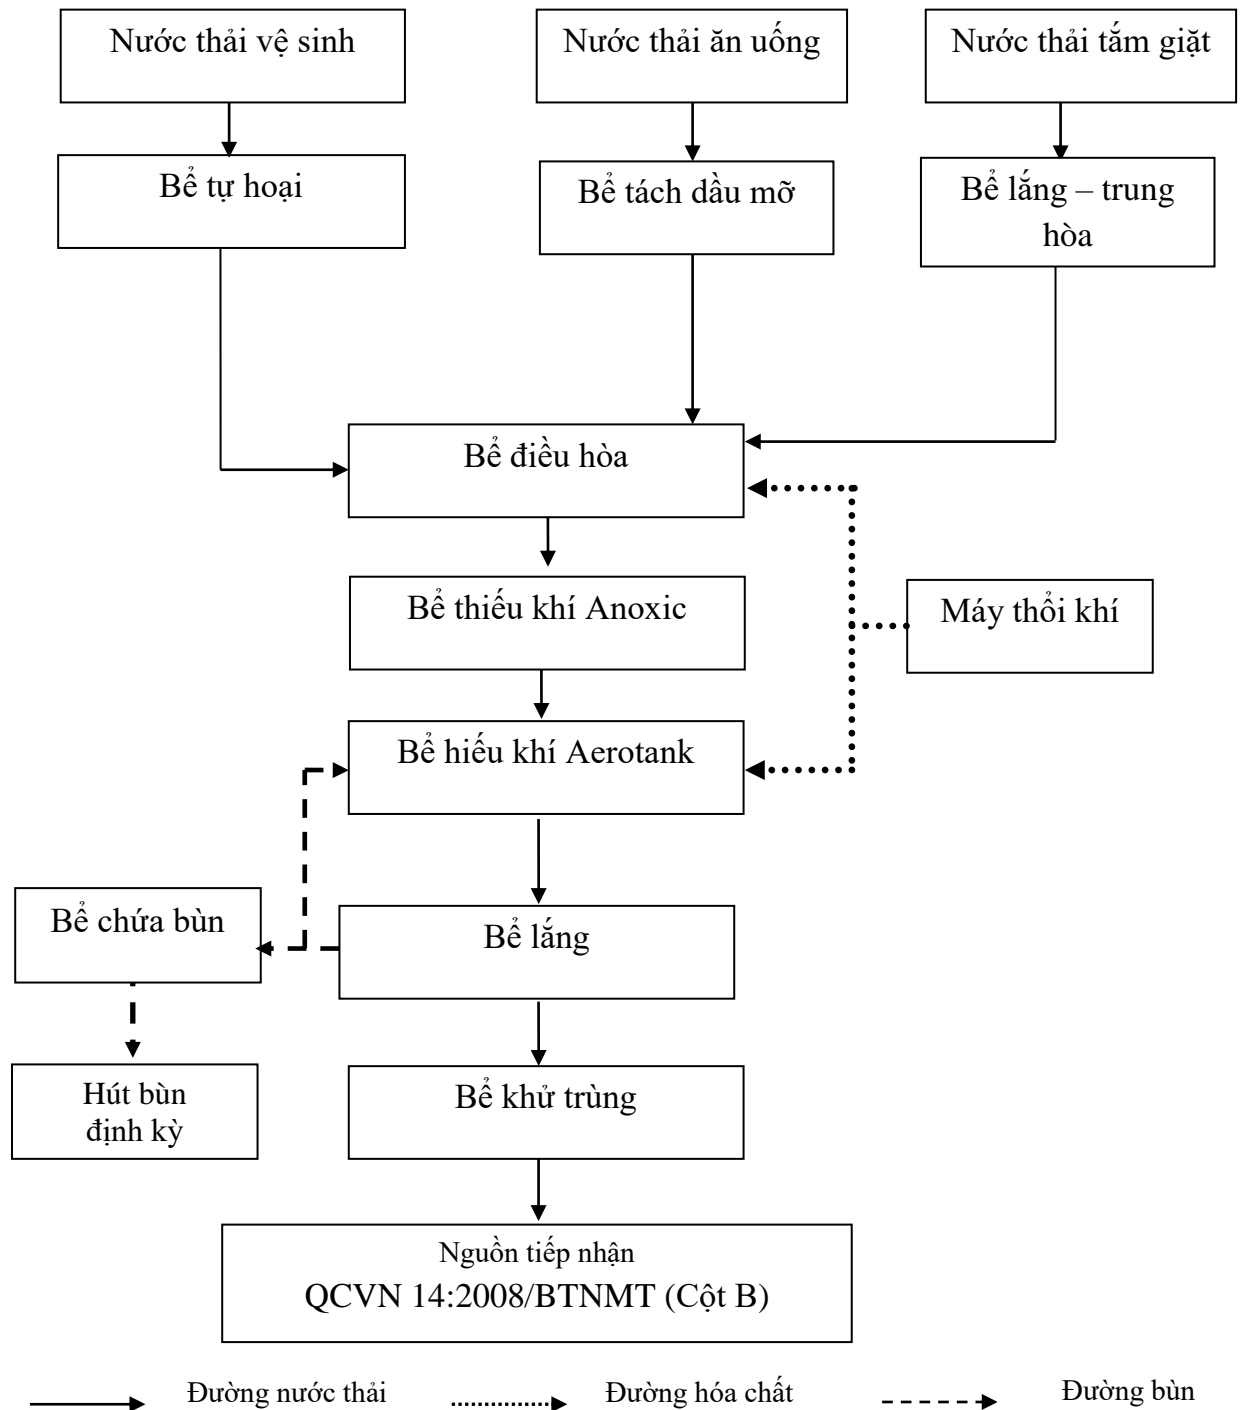 Nước thải vệ sinh
Nước thải ăn uống
Nước thải tắm giặt
Bể tự hoại
Bể tách dầu mỡ
Bể lắng – trung
hòa
Bể điều hòa
Bể thiếu khí Anoxic
Máy thổi khí
Bể hiếu khí Aerotank
Bể chứa bùn
Bể lắng
Hút bùn
định kỳ
Bể khử trùng
Nguồn tiếp nhận
QCVN 14:2008/BTNMT (Cột B)
Đường nước thải
Đường hóa chất
Đường bùn